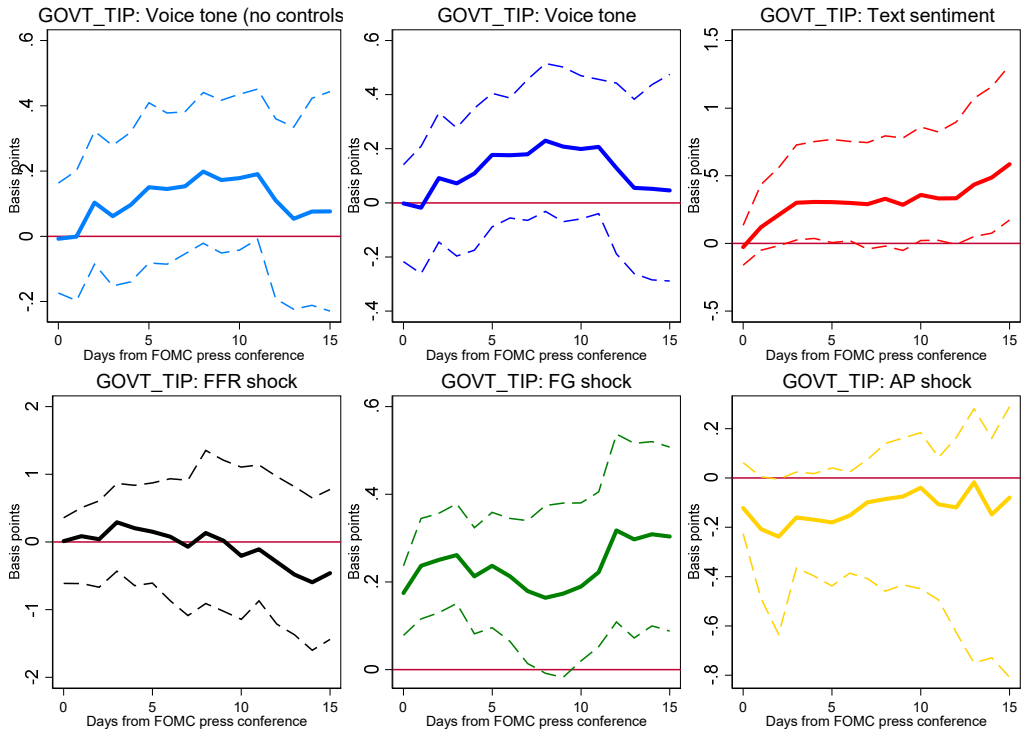 GOVT_TIP: Voice tone (no controls
Basis points
.6
.4
.2
0
-.2
0 5 10 15
Days from FOMC press conference
GOVT_TIP: Voice tone
Basis points
.6
.4
.2
0
-.2
-.4
0 5 10 15
Days from FOMC press conference
GOVT_TIP: Text sentiment
Basis points
1.5
1
.5
0
-.5
0 5 10 15
Days from FOMC press conference
GOVT_TIP: FFR shock
Basis points
2
1
0
-1
-2
0 5 10 15
Days from FOMC press conference
GOVT_TIP: FG shock
Basis points
.6
.4
.2
0
0 5 10 15
Days from FOMC press conference
GOVT_TIP: AP shock
Basis points
.2
0
-.2
-.4
-.6
-.8
0 5 10 15
Days from FOMC press conference